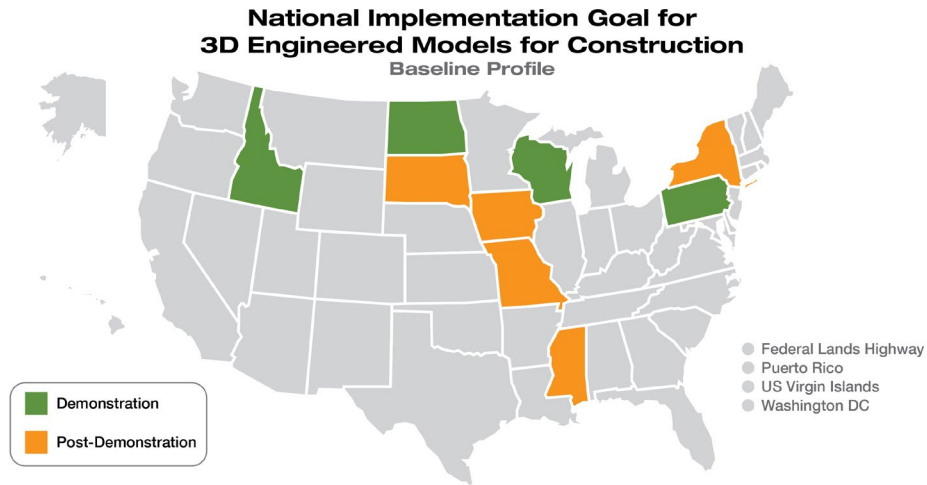 National Implementation Goal for
3D Engineered Models for Construction
Baseline Profile
Federal Lands Highway
Puerto Rico
US Virgin Islands
Washington DC
Demonstration
Post-Demonstration